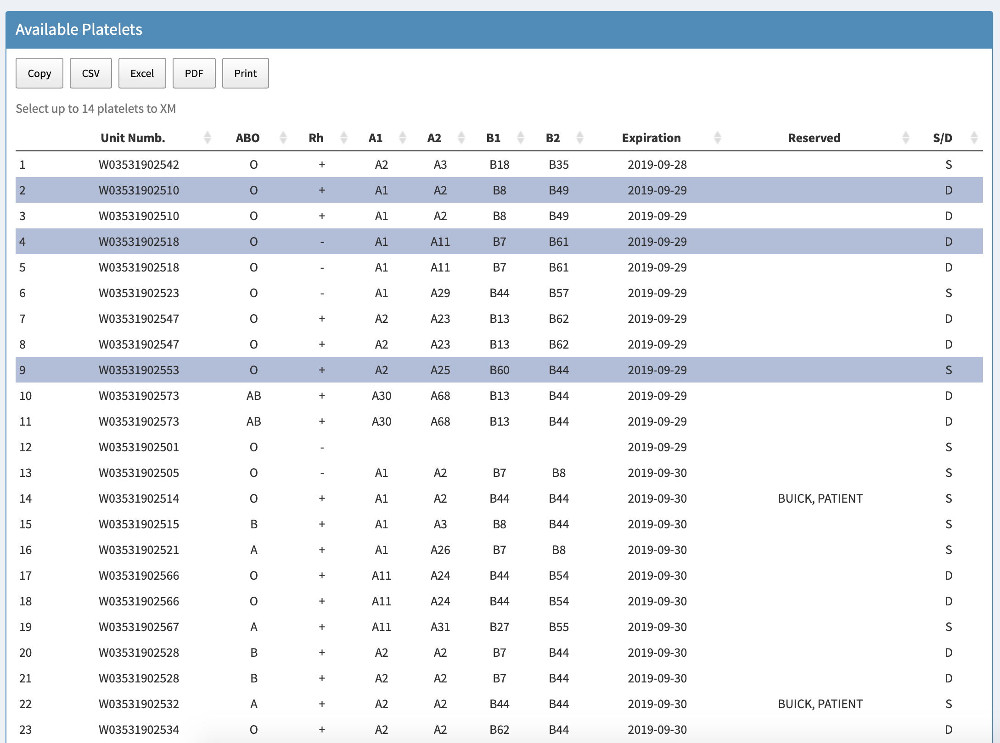 Available Platelets
Copy CSV Excel PDF Print
Select up to 14 platelets to XM
Unit Numb. ABO Rh A1 A2 B1 B2 Expiration Reserved S/D
1 W03531902542 O + A2 A3 B18 B35 2019-09-28 S
2 W03531902510 O + A1 A2 B8 B49 2019-09-29 D
3 W03531902510 O + A1 A2 B8 B49 2019-09-29 D
4 W03531902518 O - A1 A11 B7 B61 2019-09-29 D
5 W03531902518 O - A1 A11 B7 B61 2019-09-29 D
6 W03531902523 O - A1 A29 B44 B57 2019-09-29 S
7 W03531902547 O + A2 A23 B13 B62 2019-09-29 D
8 W03531902547 O + A2 A23 B13 B62 2019-09-29 D
9 W03531902553 O + A2 A25 B60 B44 2019-09-29 S
10 W03531902573 AB + A30 A68 B13 B44 2019-09-29 D
11 W03531902573 AB + A30 A68 B13 B44 2019-09-29 D
12 W03531902501 O - 2019-09-29 S
13 W03531902505 O - A1 A2 B7 B8 2019-09-30 S
14 W03531902514 O + A1 A2 B44 B44 2019-09-30 BUICK, PATIENT S
15 W03531902515 B + A1 A3 B8 B44 2019-09-30 S
16 W03531902521 A + A1 A26 B7 B8 2019-09-30 S
17 W03531902566 O + A11 A24 B44 B54 2019-09-30 D
18 W03531902566 O + A11 A24 B44 B54 2019-09-30 D
19 W03531902567 A + A11 A31 B27 B55 2019-09-30 S
20 W03531902528 B + A2 A2 B7 B44 2019-09-30 D
21 W03531902528 B + A2 A2 B7 B44 2019-09-30 D
22 W03531902532 A + A2 A2 B44 B44 2019-09-30 BUICK, PATIENT S
23 W03531902534 O + A2 A2 B62 B44 2019-09-30 D